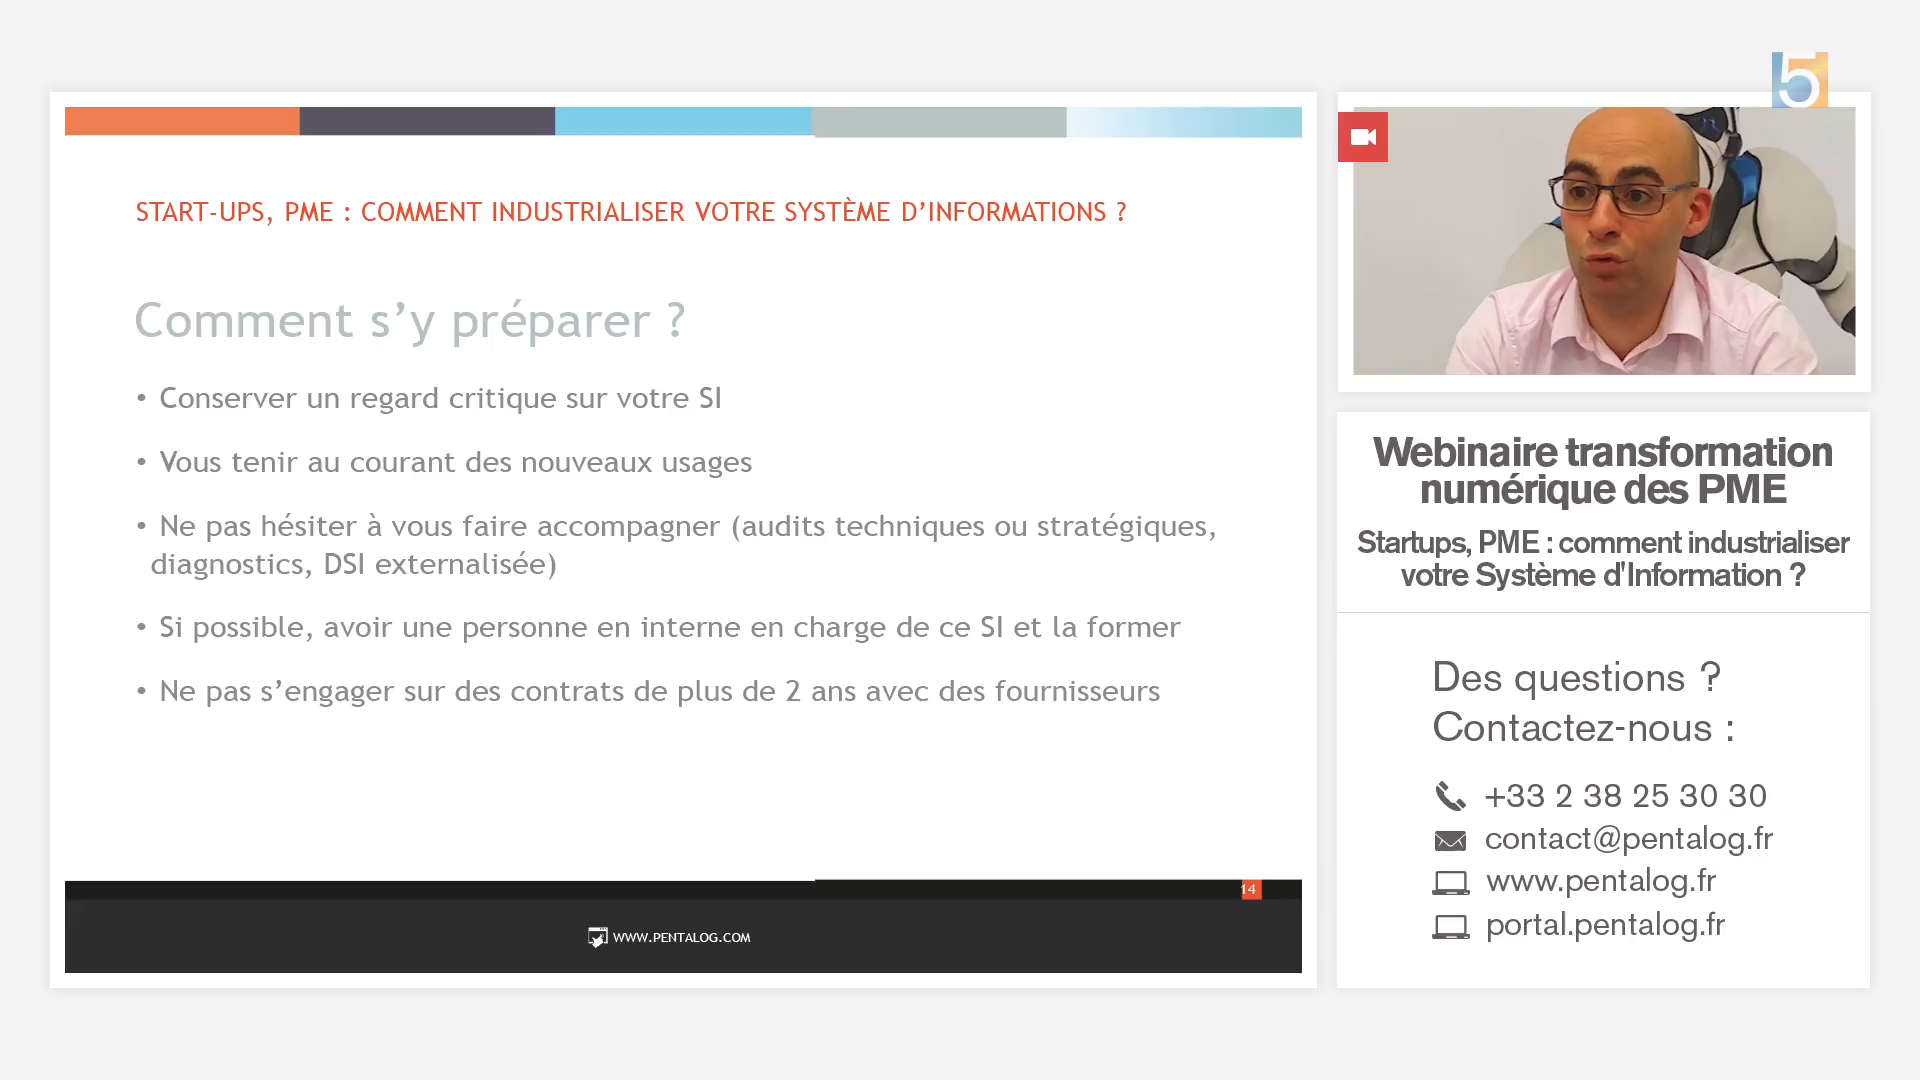 START-UPS, PME : COMMENT INDUSTRIALISER VOTRE SYSTÈME D’INFORMATIONS ?
Comment s’y préparer ?
• Conserver un regard critique sur votre SI
• Vous tenir au courant des nouveaux usages
• Ne pas hésiter à vous faire accompagner (audits techniques ou stratégiques,
diagnostics, DSI externalisée)
• Si possible, avoir une personne en interne en charge de ce SI et la former
• Ne pas s’engager sur des contrats de plus de 2 ans avec des fournisseurs
14
WWW.PENTALOG.COM
5
Webinaire transformation
numérique des PME
Startups, PME : comment industrialiser
votre Système d'Information ?
Des questions ?
Contactez-nous :
+33 2 38 25 30 30
contact@pentalog.fr
www.pentalog.fr
portal.pentalog.fr